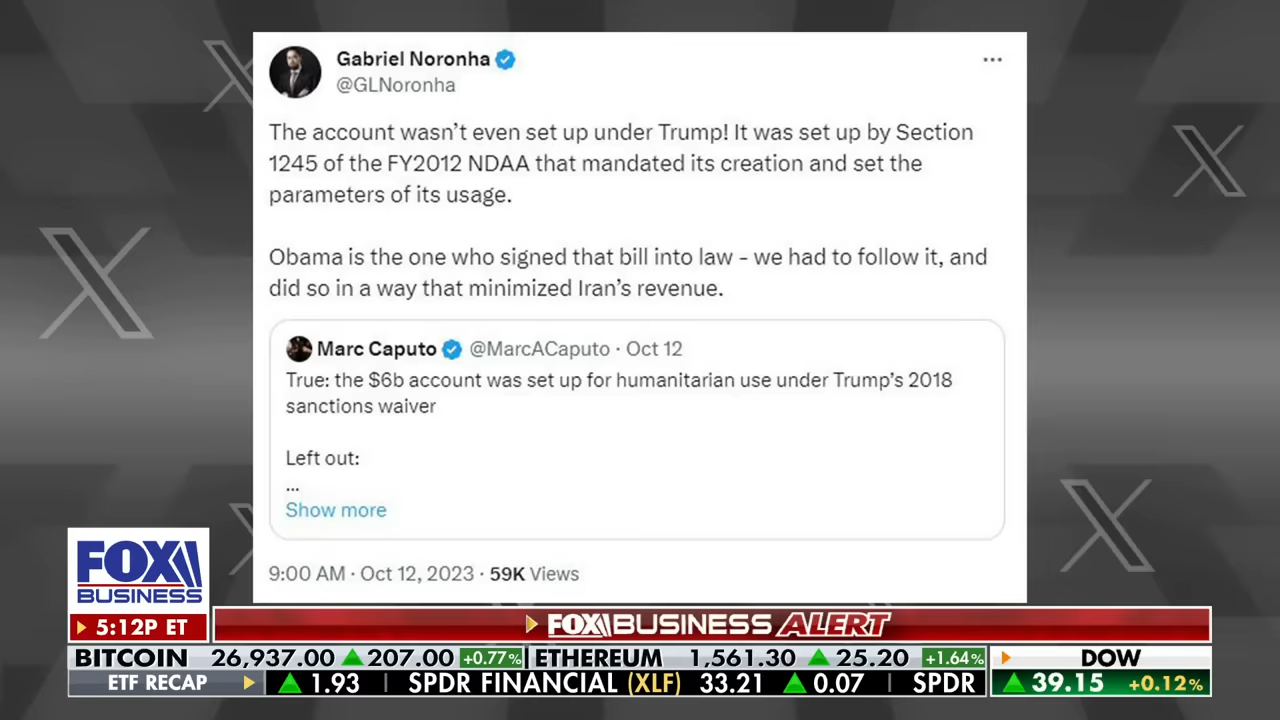 Gabriel Noronha
@GLNoronha
The account wasn't even set up under Trump! It was set up by Section
1245 of the FY2012 NDAA that mandated its creation and set the
parameters of its usage.
Obama is the one who signed that bill into law – we had to follow it, and
did so in a way that minimized Iran's revenue.
Marc Caputo @MarcACaputo · Oct 12
True: the $6b account was set up for humanitarian use under Trump's 2018
sanctions waiver
Left out:
...
Show more
9:00 AM · Oct 12, 2023 · 59K Views
FOX
BUSINESS
5:12P ET
FOX BUSINESS ALERT
BITCOIN 26,937.00 207.00 +0.77% ETHEREUM 1,561.30 25.20 +1.64% DOW
ETF RECAP 1.93 | SPDR FINANCIAL (XLF) 33.21 0.07 | SPDR 39.15 +0.12%